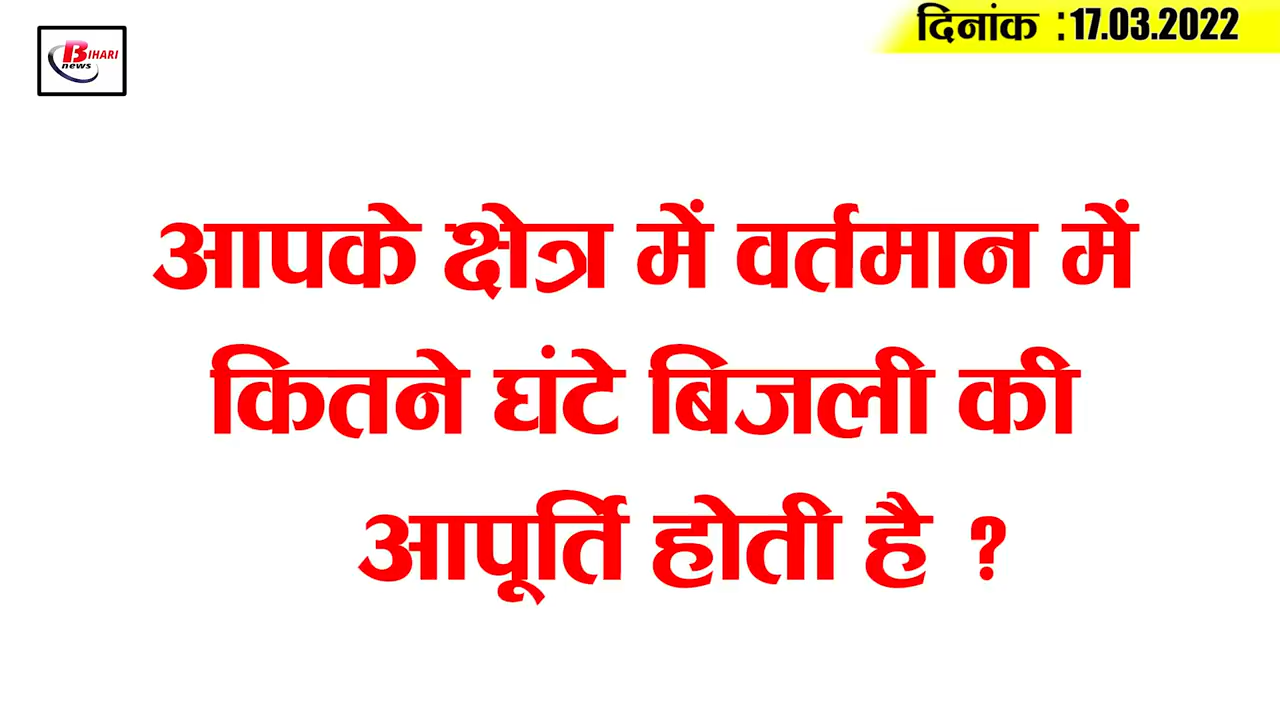 BIHARI
news
दिनांक :17.03.2022
आपके क्षेत्र में वर्तमान में
कितने घंटे बिजली की
आपूर्ति होती है ?